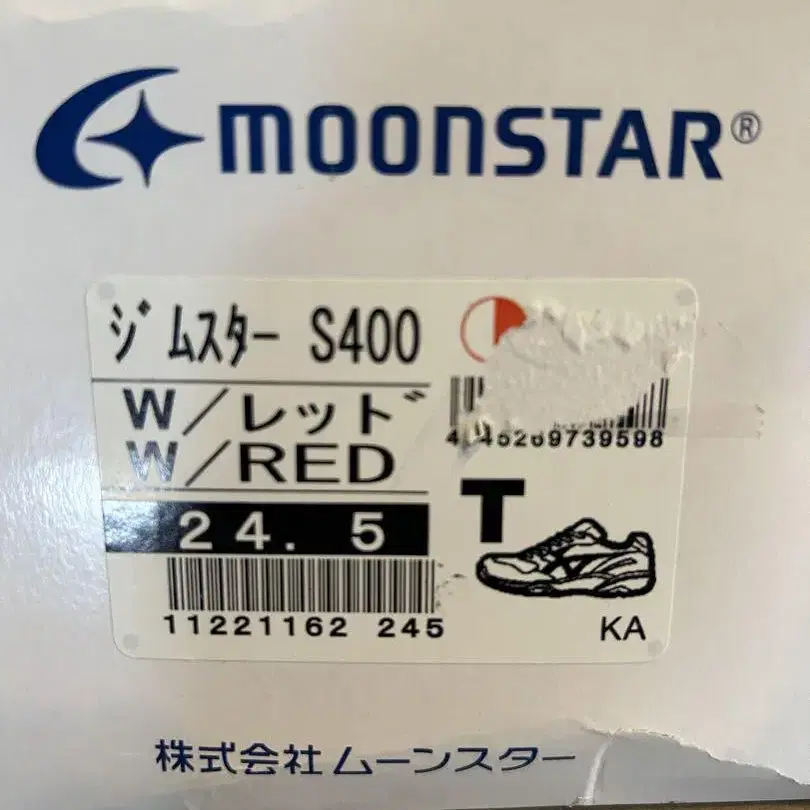 MOONSTAR®
ジムスター S400
W/レッド
W/RED
24.5
T
11221162 245
KA
株式会社ムーンスター